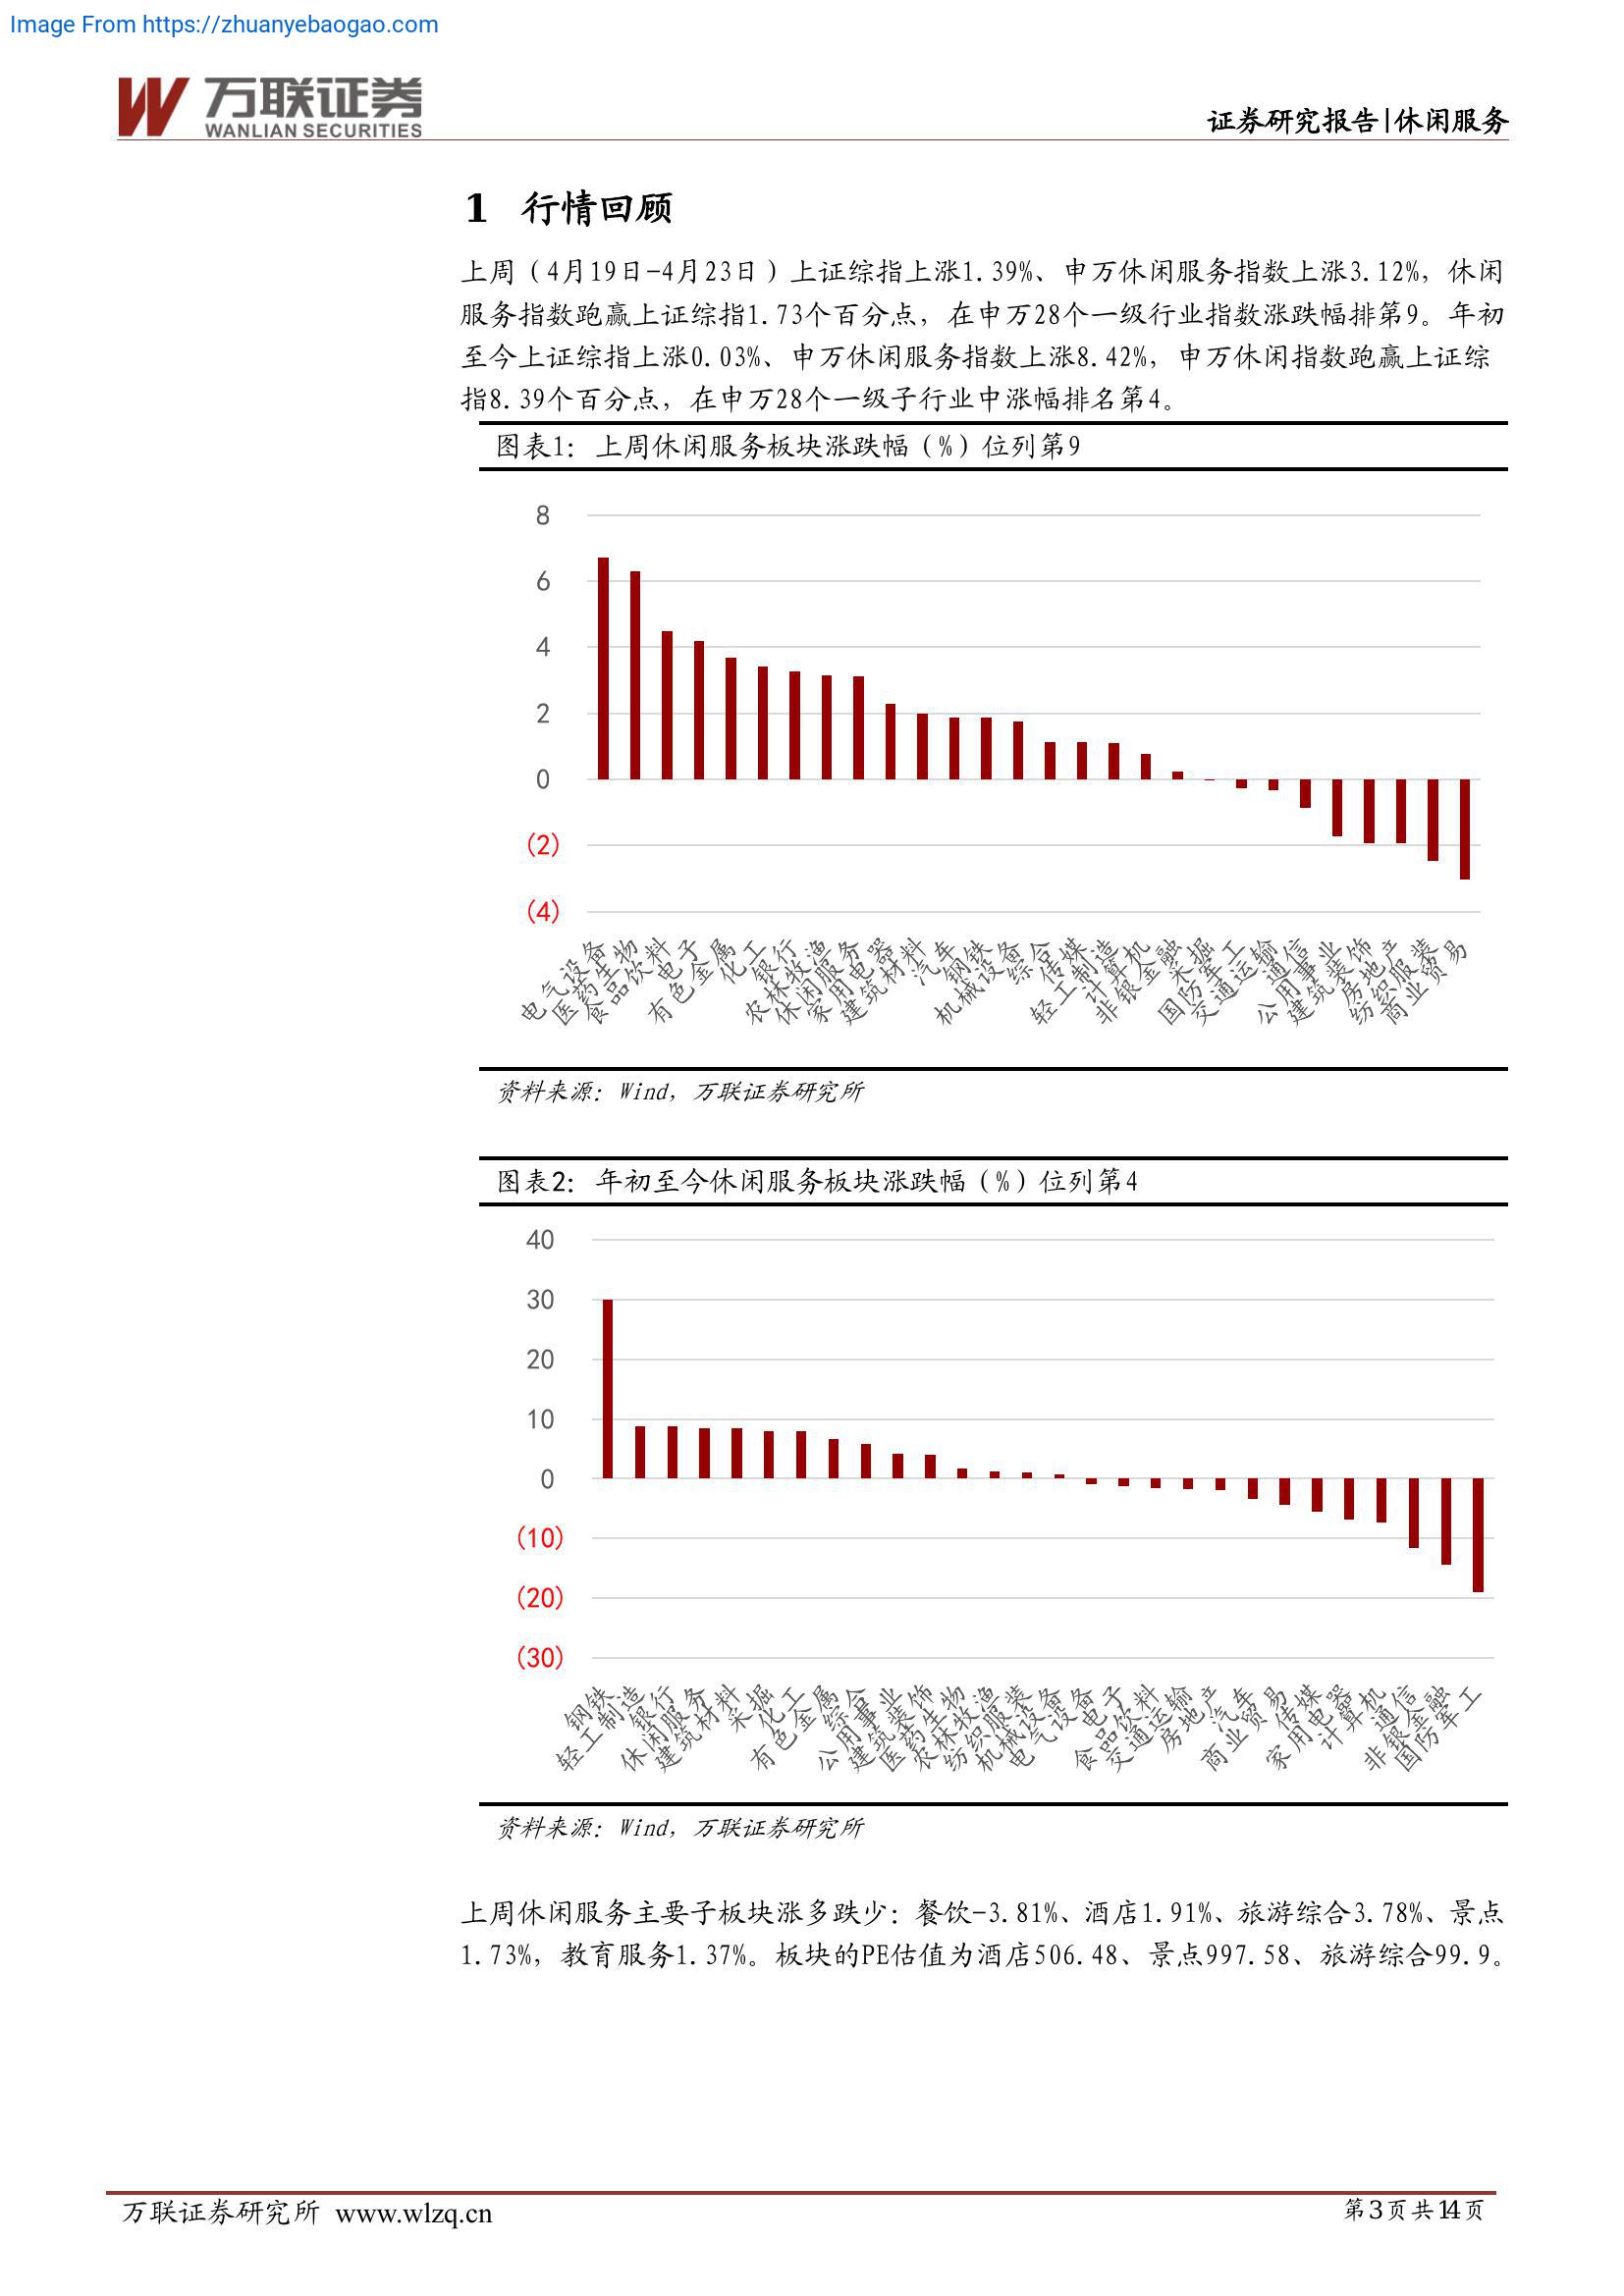 Image From https://zhuanyebaogao.com
万联证券
WANLIAN SECURITIES
证券研究报告|休闲服务
1 行情回顾
上周（4月19日-4月23日）上证综指上涨1.39%、申万休闲服务指数上涨3.12%，休闲
服务指数跑赢上证综指1.73个百分点，在申万28个一级行业指数涨跌幅排第9。年初
至今上证综指上涨0.03%、申万休闲服务指数上涨8.42%，申万休闲指数跑赢上证综
指8.39个百分点，在申万28个一级子行业中涨幅排名第4。
图表1：上周休闲服务板块涨跌幅（%）位列第9
8
6
4
2
0
(2)
(4)
电气设备
医药生物
食品饮料
电子
有色金属
化工
银行
农林牧渔
休闲服务
家用电器
建筑材料
汽车
钢铁
机械设备
综合
传媒
轻工制造
计算机
非银金融
采掘
国防军工
交通运输
通信
公用事业
建筑装饰
房地产
纺织服装
商业贸易
资料来源：Wind，万联证券研究所
图表2：年初至今休闲服务板块涨跌幅（%）位列第4
40
30
20
10
0
(10)
(20)
(30)
钢铁
轻工制造
银行
休闲服务
建筑材料
采掘
化工
有色金属
综合
公用事业
建筑装饰
医药生物
农林牧渔
纺织服装
机械设备
电气设备
电子
食品饮料
交通运输
房地产
汽车
商业贸易
传媒
家用电器
计算机
通信
非银金融
国防军工
资料来源：Wind，万联证券研究所
上周休闲服务主要子板块涨多跌少：餐饮-3.81%、酒店1.91%、旅游综合3.78%、景点
1.73%，教育服务1.37%。板块的PE估值为酒店506.48、景点997.58、旅游综合99.9。
万联证券研究所 www.wlzq.cn
第3页共14页